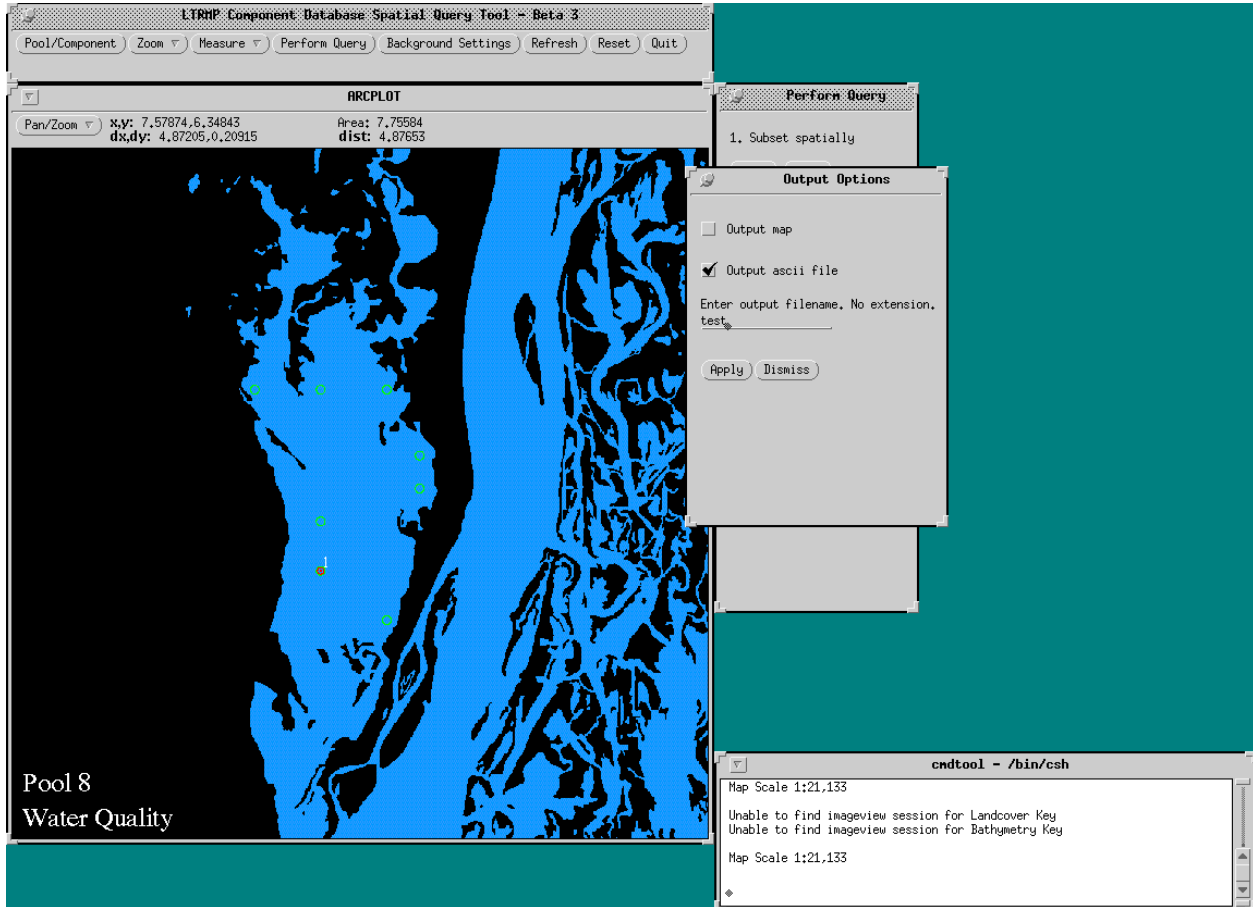 LTRMP Component Database Spatial Query Tool - Beta 3
Pool/Component Zoom Measure Perform Query Background Settings Refresh Reset Quit
ARCPLOT
Pan/Zoom x,y: 7.57874,6.34843 Area: 7.75584
dx,dy: 4.87205,0.20915 dist: 4.87653
1
Pool 8
Water Quality
Perform Query
1. Subset spatially
Output Options
Output map
Output ascii file
Enter output filename. No extension.
test
Apply Dismiss
cmdtool - /bin/csh
Map Scale 1:21,133
Unable to find imageview session for Landcover Key
Unable to find imageview session for Bathymetry Key
Map Scale 1:21,133